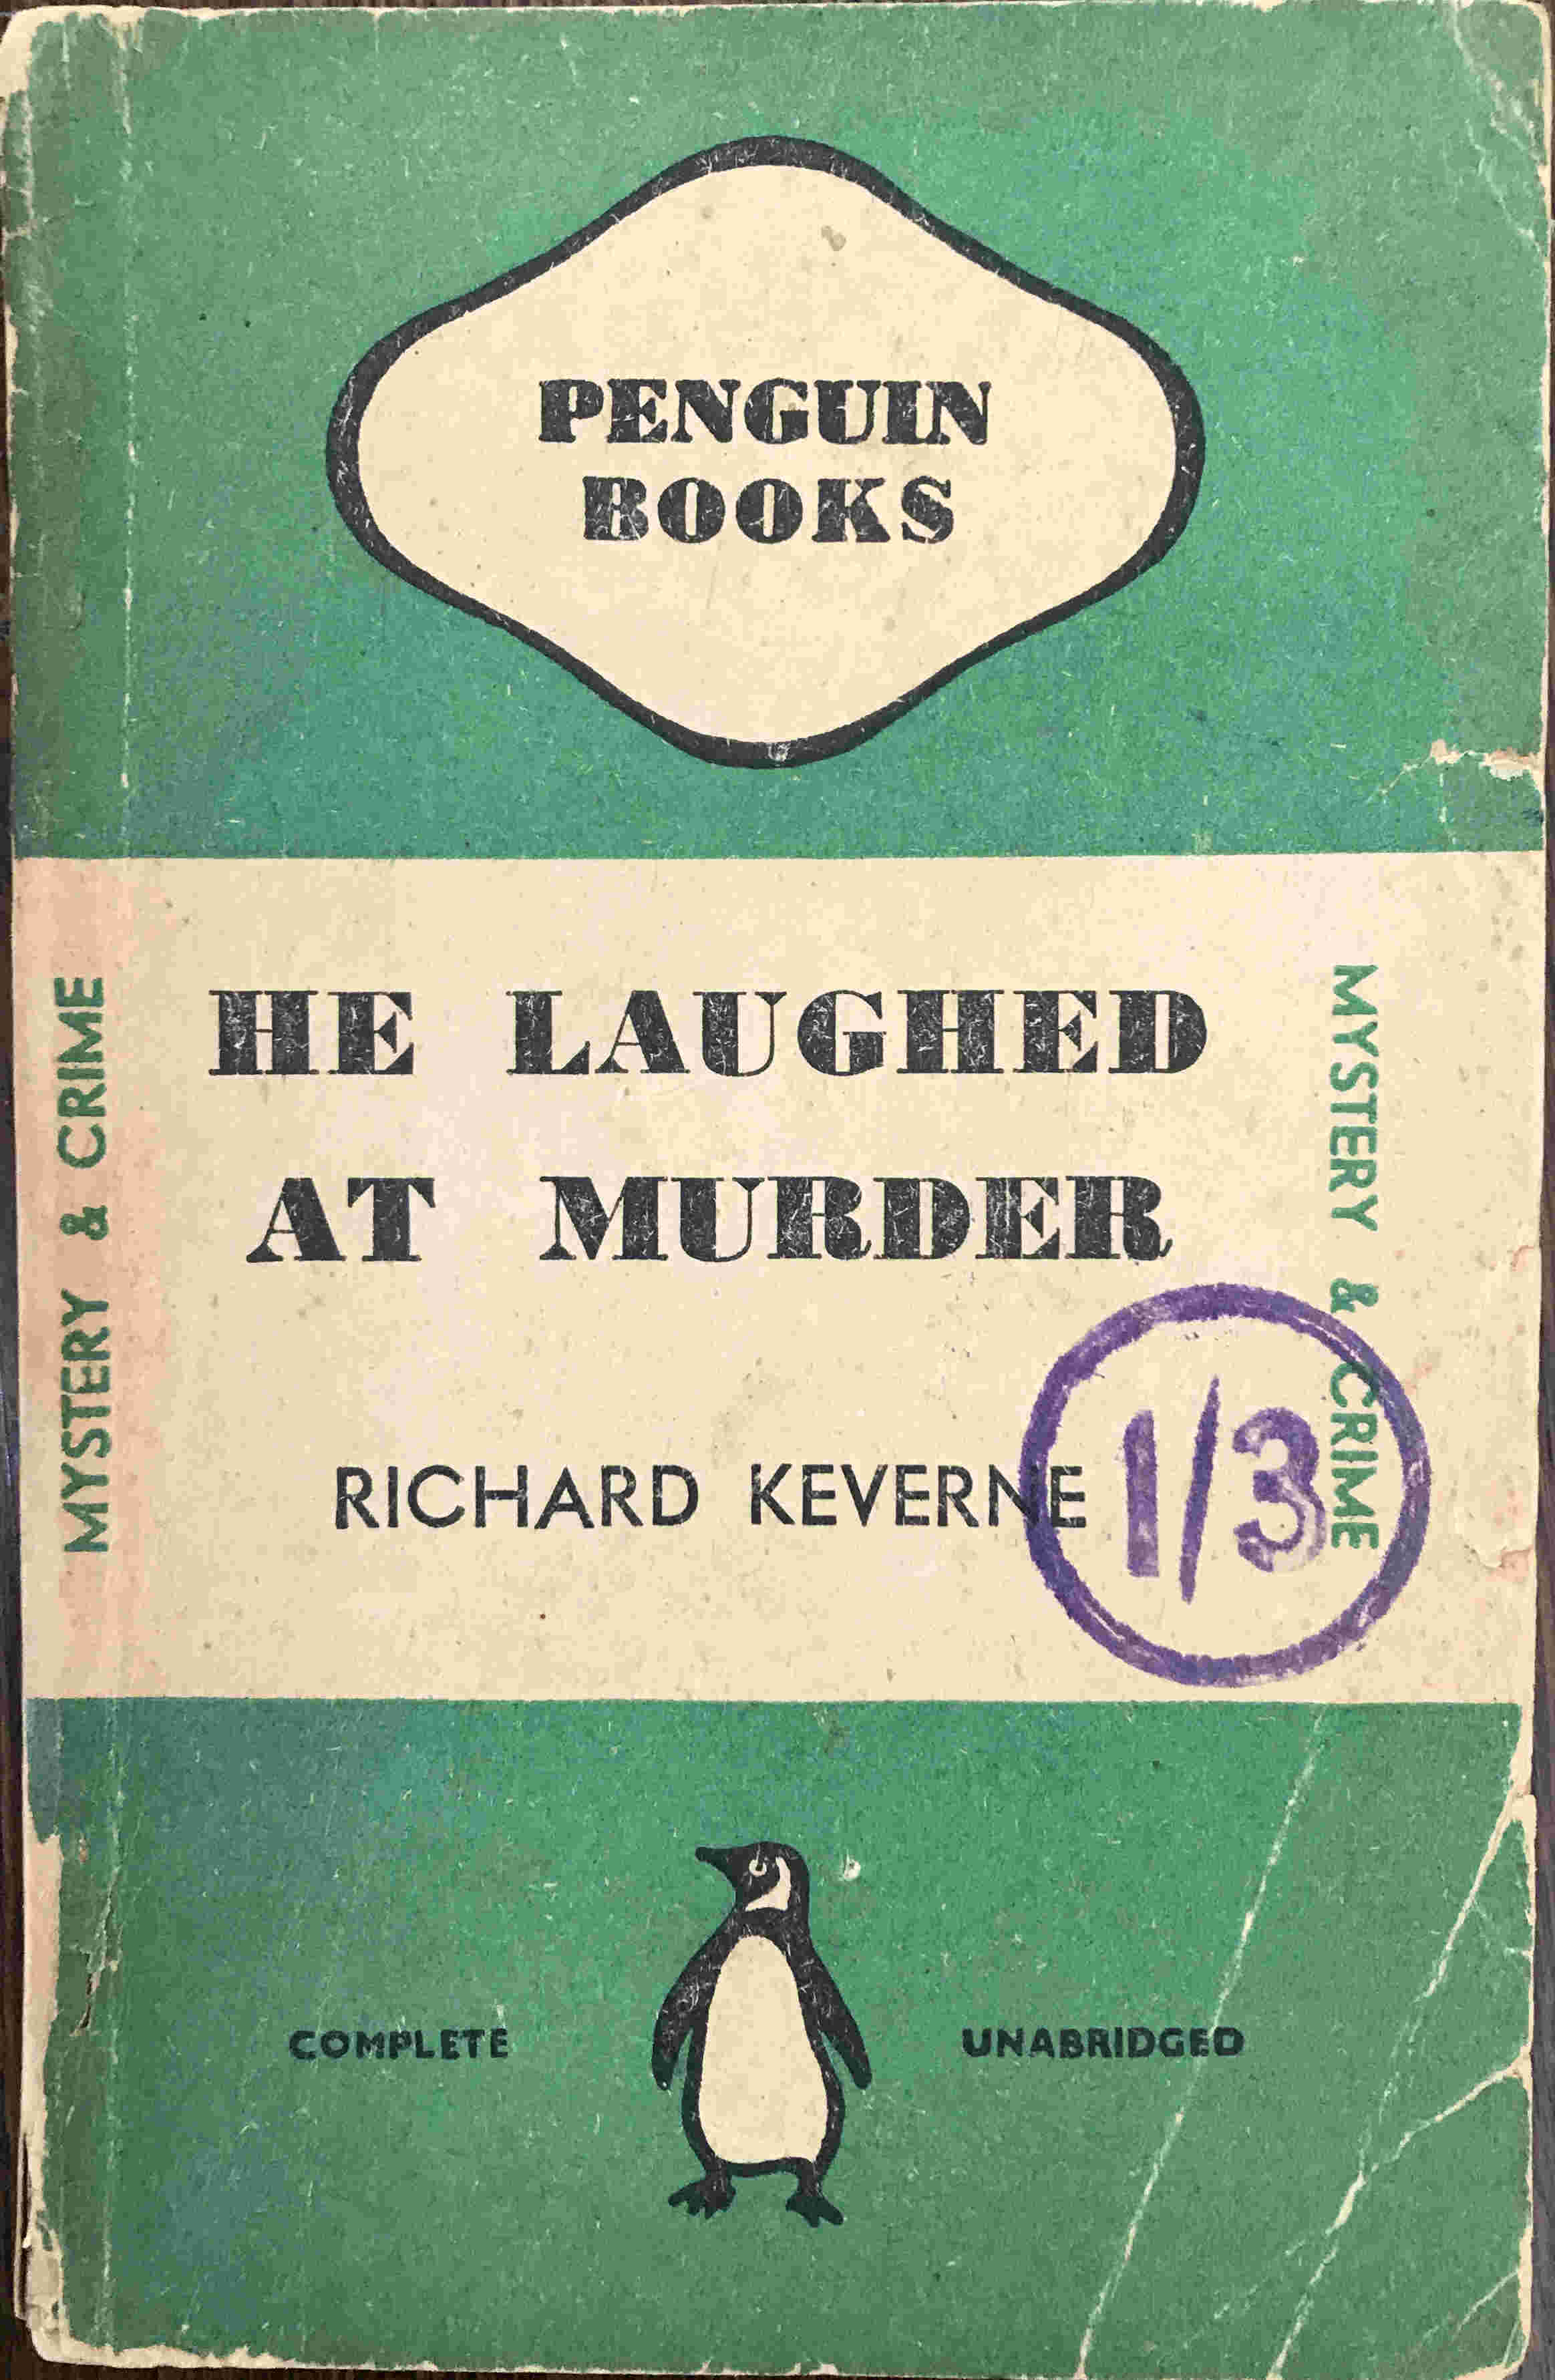 PENGUIN
BOOKS
MYSTERY & CRIME
HE LAUGHED
AT MURDER
RICHARD KEVERNE
MYSTERY & CRIME
1/3
COMPLETE
UNABRIDGED